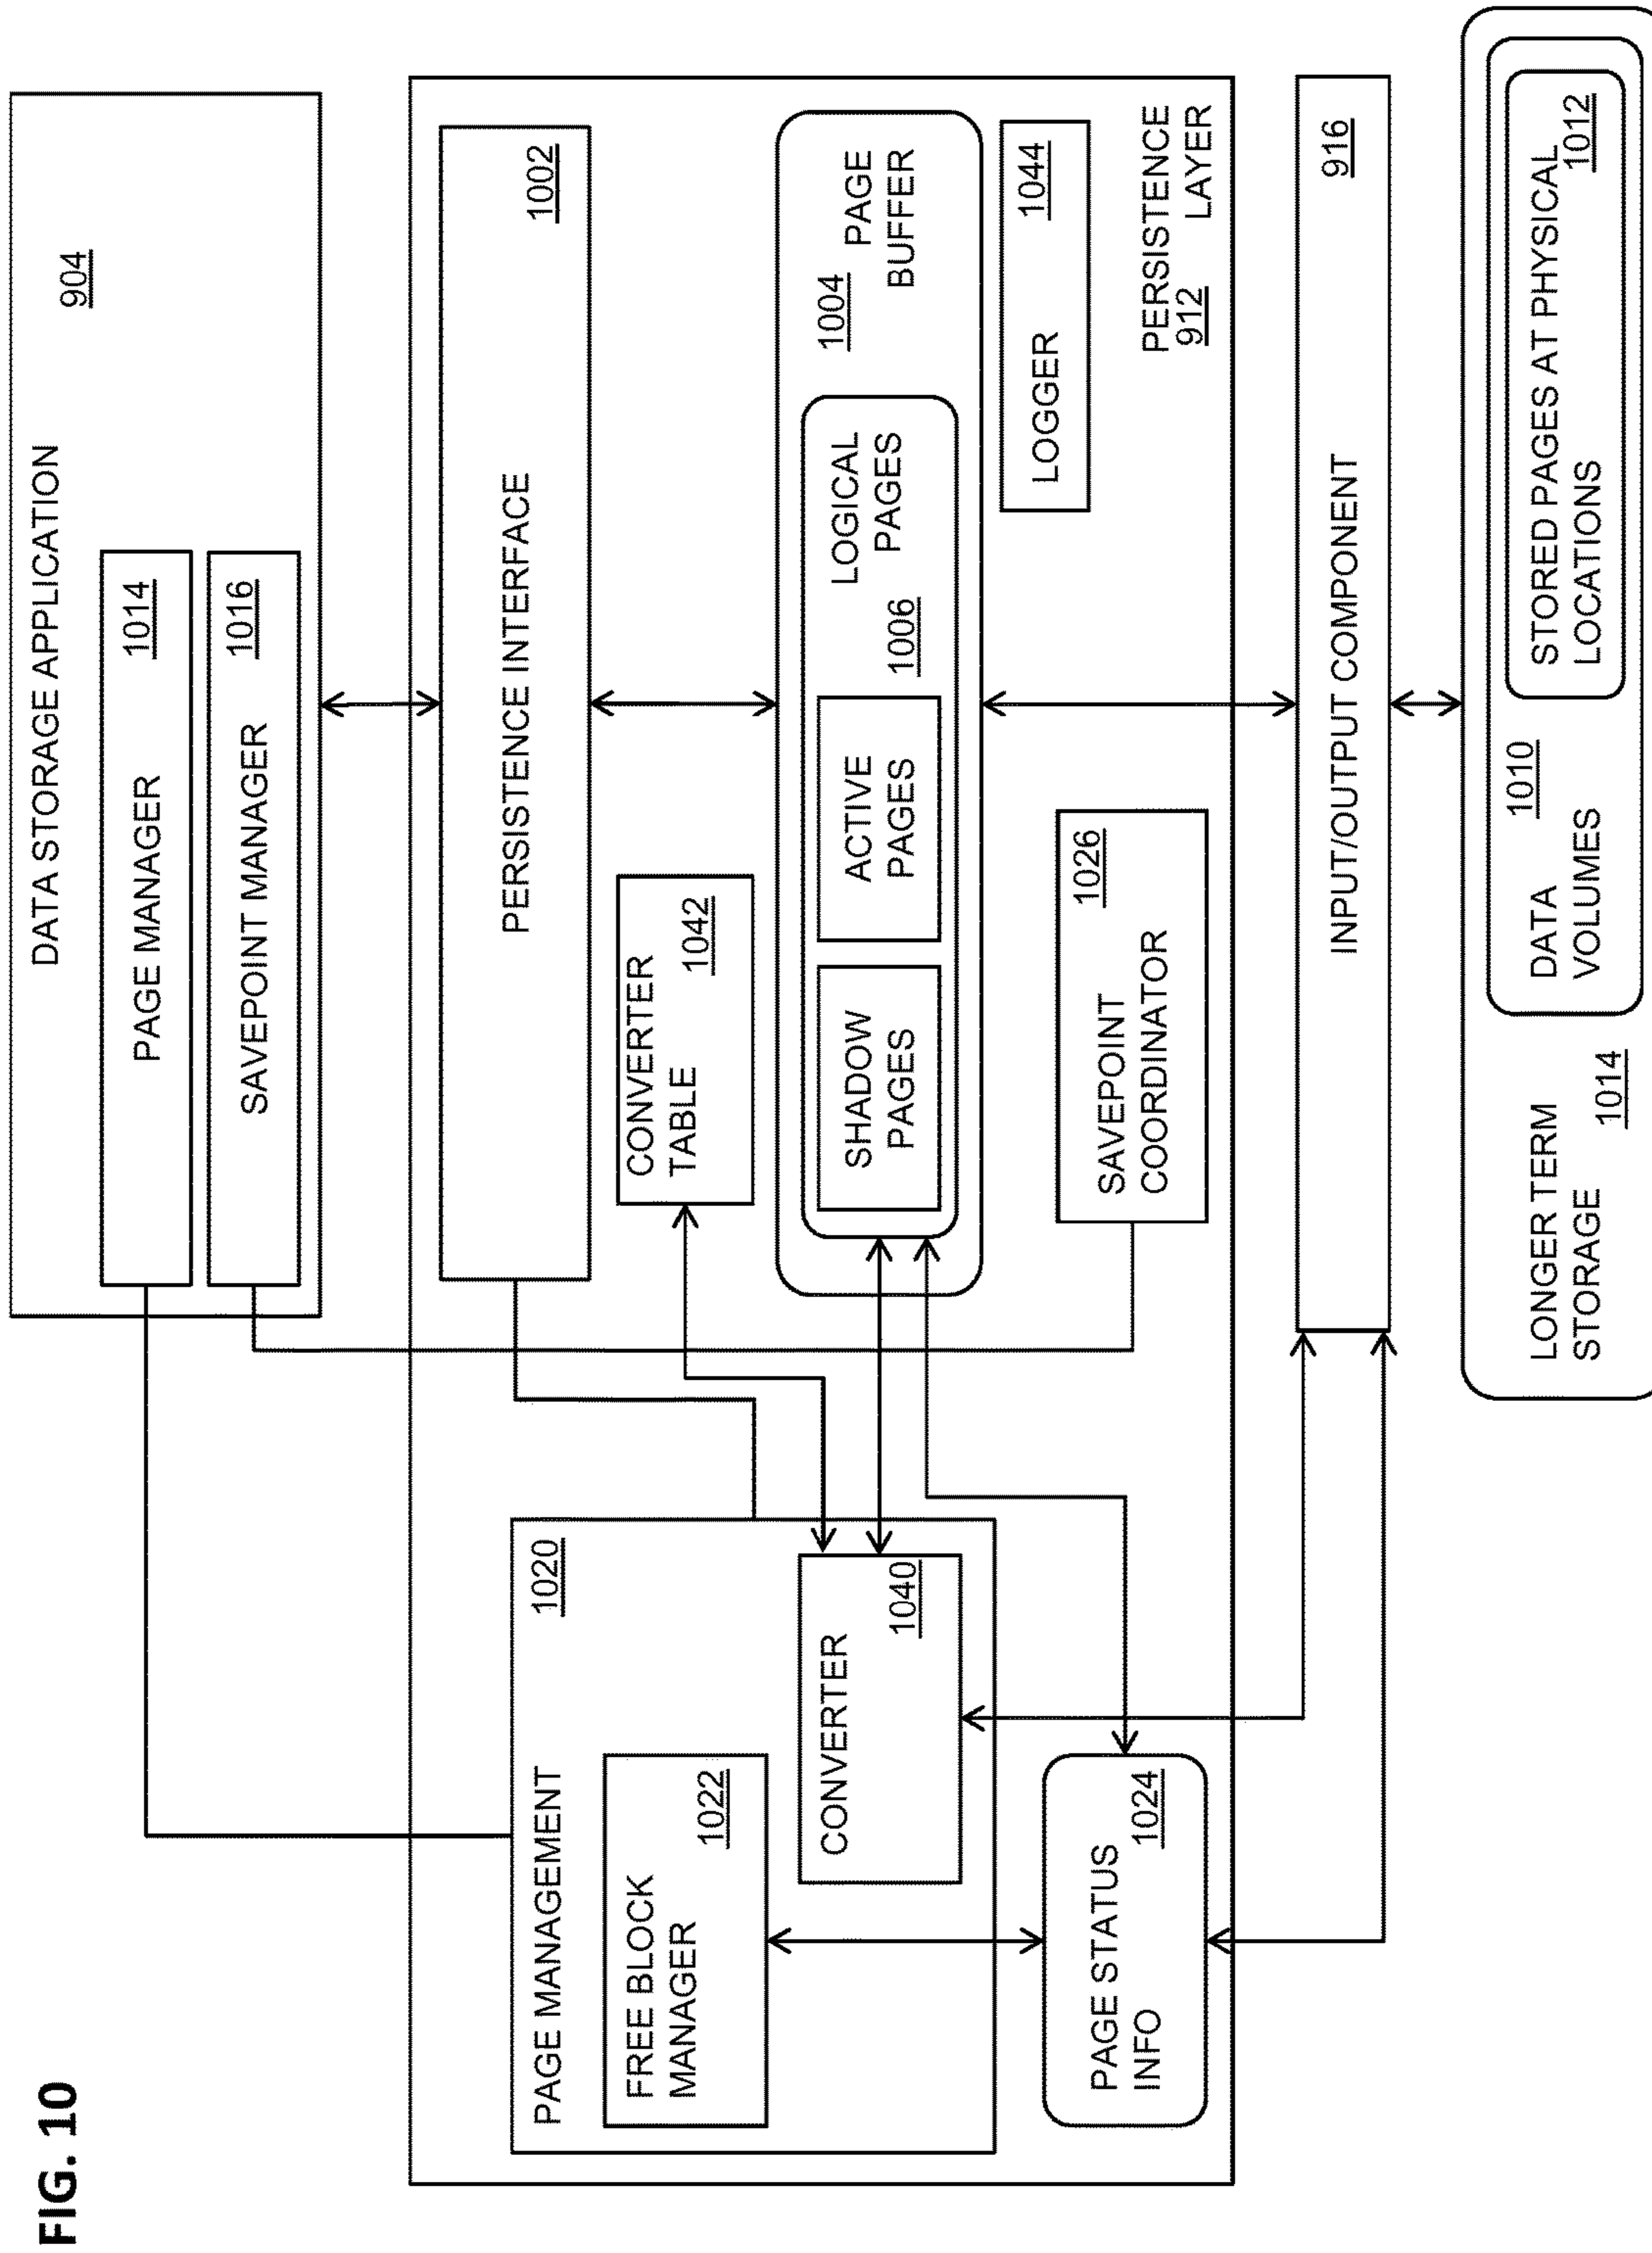 FIG. 10
DATA STORAGE APPLICATION
904
PAGE MANAGER
1014
SAVEPOINT MANAGER
1016
PERSISTENCE INTERFACE
1002
PAGE MANAGEMENT
1020
FREE BLOCK
MANAGER
1022
CONVERTER
1040
CONVERTER
TABLE
1042
1004
PAGE
BUFFER
LOGICAL
PAGES
1006
SHADOW
PAGES
ACTIVE
PAGES
PAGE STATUS
INFO
1024
SAVEPOINT
COORDINATOR
1026
LOGGER
1044
PERSISTENCE
912 LAYER
INPUT/OUTPUT COMPONENT
916
LONGER TERM
STORAGE
1014
DATA
VOLUMES
1010
STORED PAGES AT PHYSICAL
LOCATIONS
1012